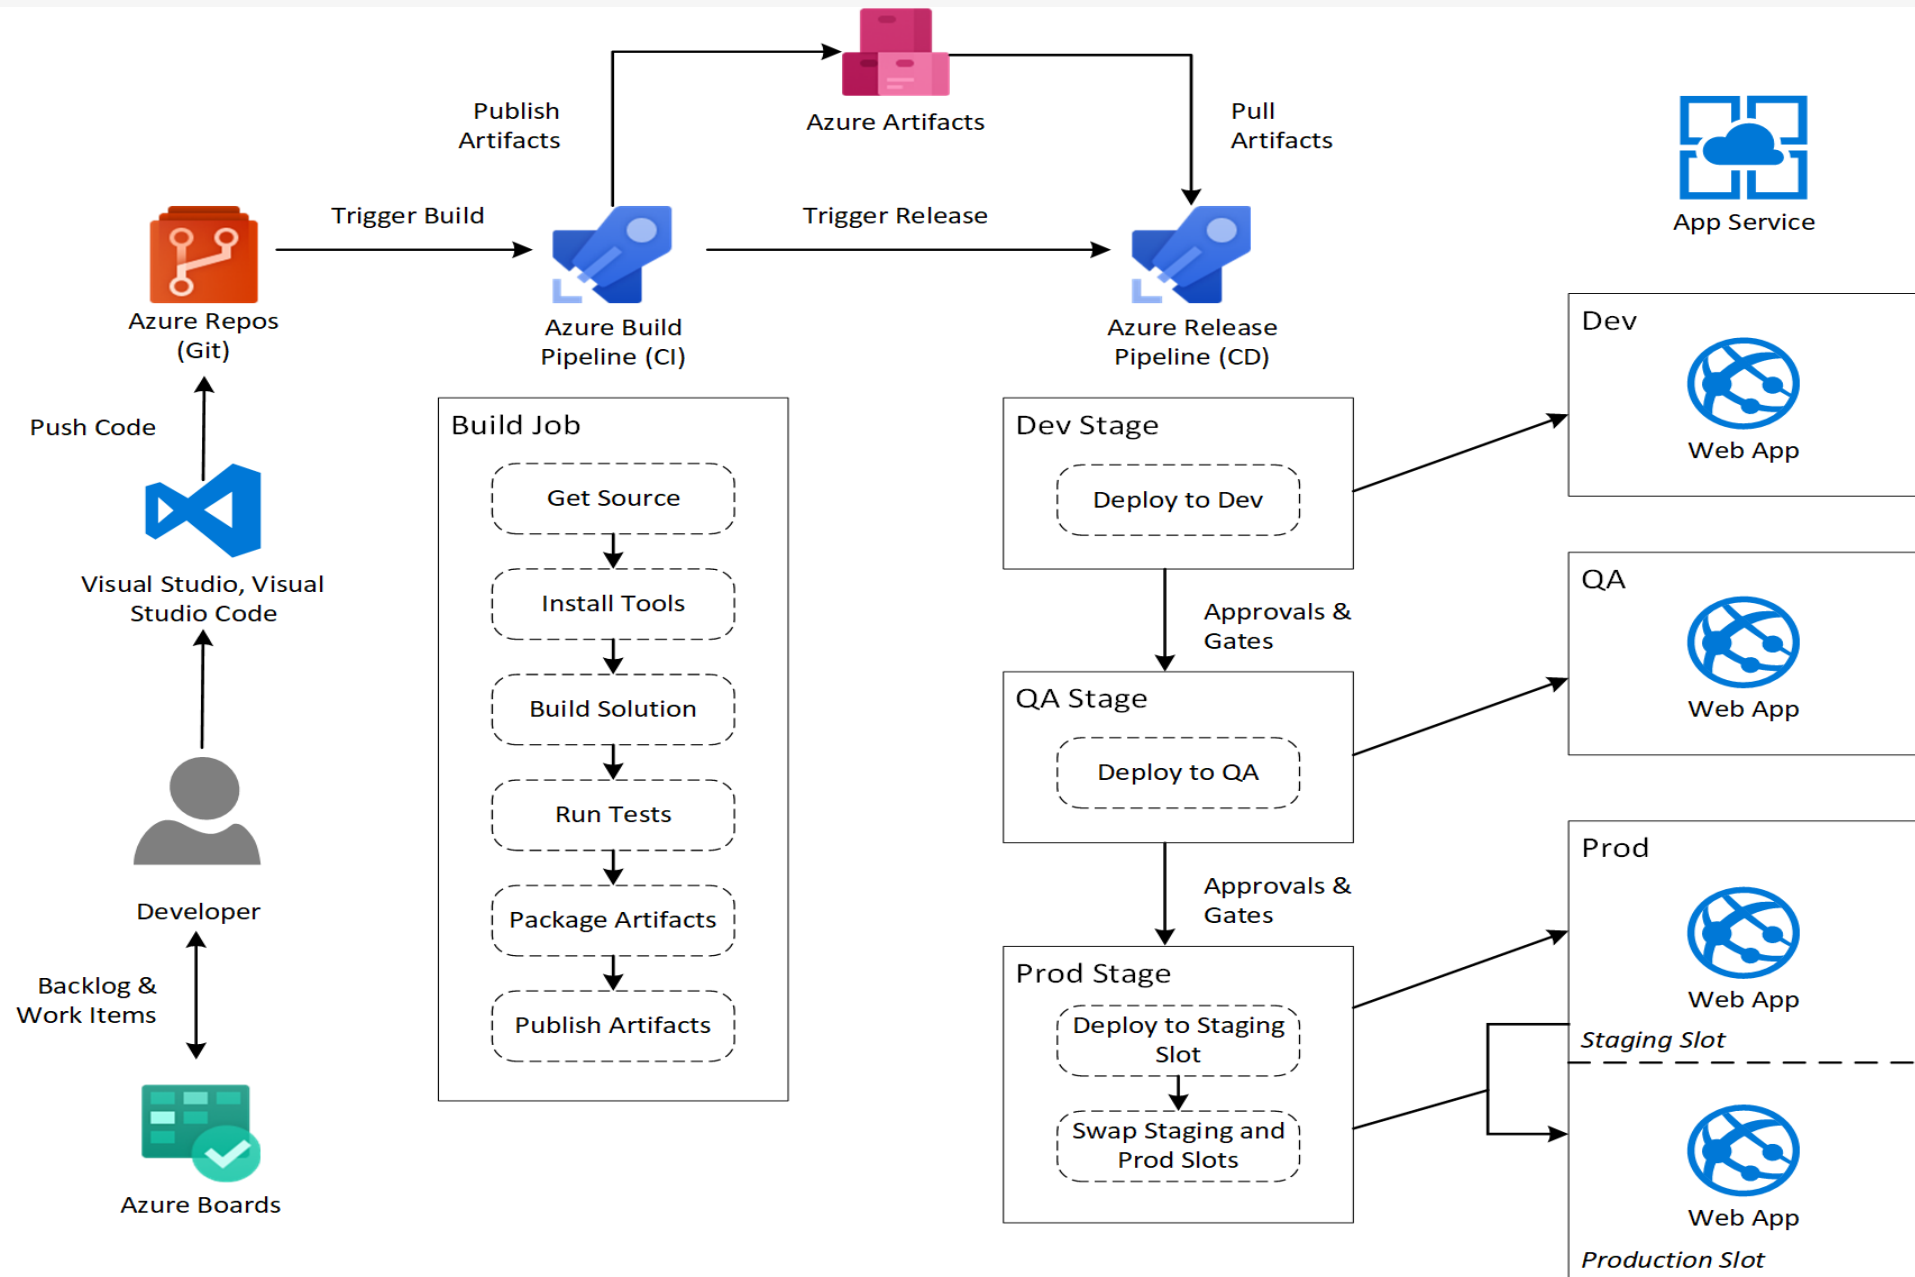 Publish
Artifacts
Azure Artifacts
Pull
Artifacts
App Service
Trigger Build
Trigger Release
Azure Repos
(Git)
Azure Build
Pipeline (CI)
Azure Release
Pipeline (CD)
Push Code
Visual Studio, Visual
Studio Code
Developer
Backlog &
Work Items
Azure Boards
Build Job
Get Source
Install Tools
Build Solution
Run Tests
Package Artifacts
Publish Artifacts
Dev Stage
Deploy to Dev
Approvals &
Gates
QA Stage
Deploy to QA
Approvals &
Gates
Prod Stage
Deploy to Staging
Slot
Swap Staging and
Prod Slots
Dev
Web App
QA
Web App
Prod
Web App
Staging Slot
Web App
Production Slot